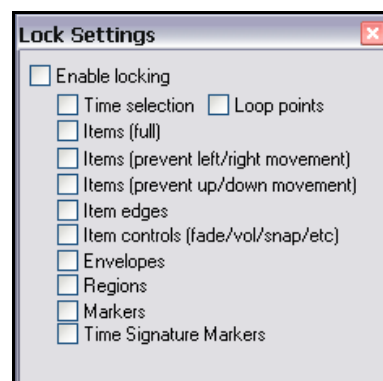 Lock Settings
Enable locking
Time selection Loop points
Items (full)
Items (prevent left/right movement)
Items (prevent up/down movement)
Item edges
Item controls (fade/vol/snap/etc)
Envelopes
Regions
Markers
Time Signature Markers